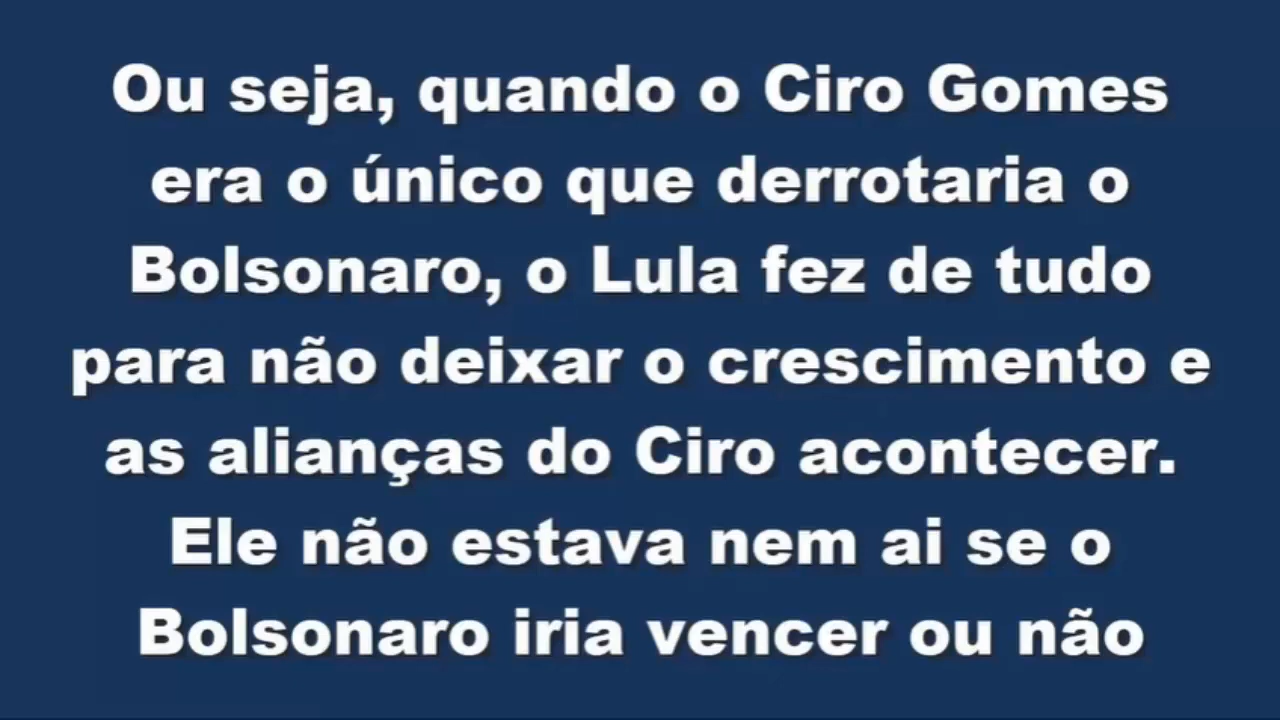 Ou seja, quando o Ciro Gomes
era o único que derrotaria o
Bolsonaro, o Lula fez de tudo
para não deixar o crescimento e
as alianças do Ciro acontecer.
Ele não estava nem ai se o
Bolsonaro iria vencer ou não